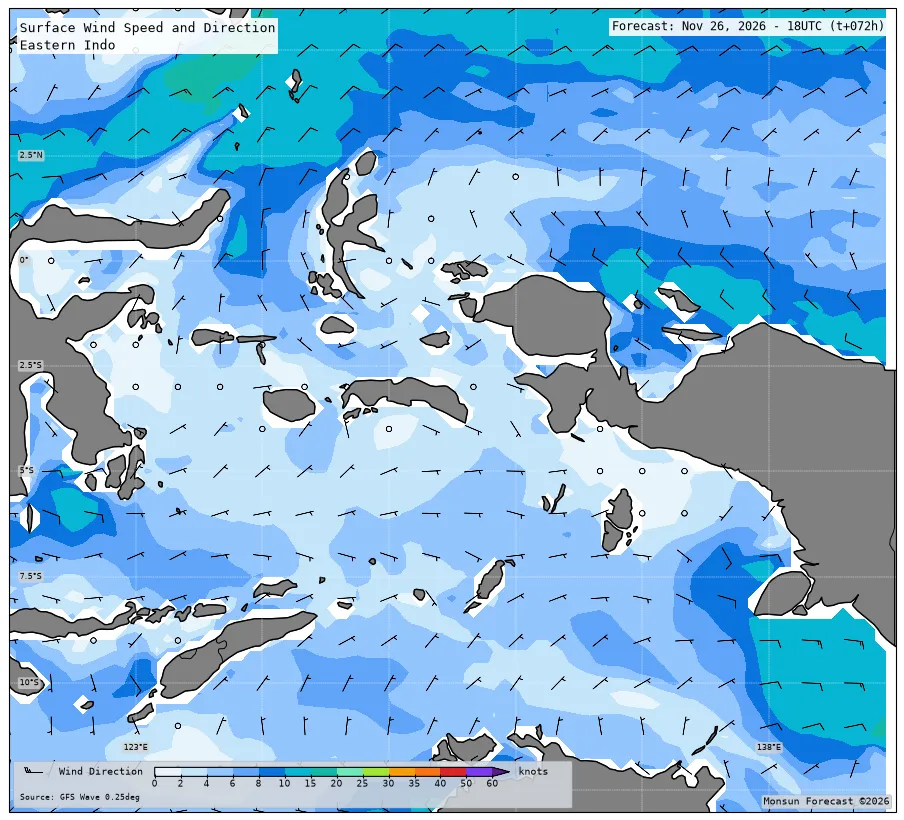 Surface Wind Speed and Direction
Eastern Indo
Forecast: Nov 26, 2026 - 18UTC (t+072h)
2.5°N
0°
2.5°S
5°S
7.5°S
10°S
123°E
138°E
Wind Direction
0 2 4 6 8 10 15 20 25 30 35 40 50 60
knots
Source: GFS Wave 0.25deg
Monsun Forecast ©2026